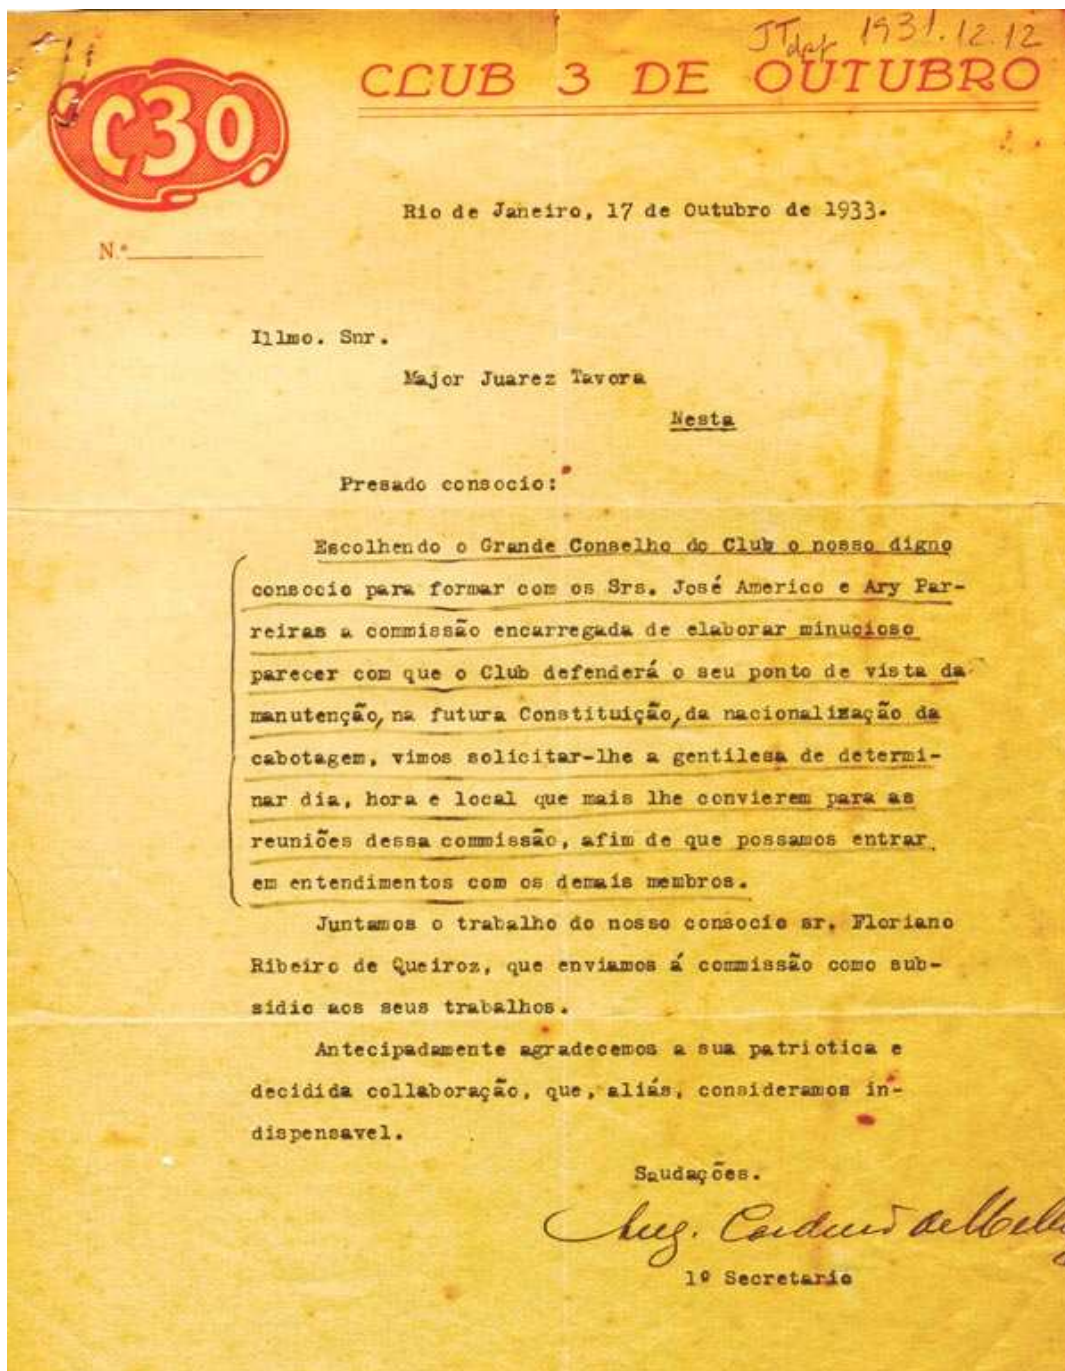 JT dpf 1931.12.12
C30
CLUB 3 DE OUTUBRO
Rio de Janeiro, 17 de Outubro de 1933.
N.º
Illmo. Snr.
Major Juarez Tavora
Nesta
Presado consocio:
Escolhendo o Grande Conselho do Club o nosso digno
consocio para formar com os Srs. José Americo e Ary Par-
reiras a commissão encarregada de elaborar minucioso
parecer com que o Club defenderá o seu ponto de vista da
manutenção, na futura Constituição, da nacionalização da
cabotagem, vimos solicitar-lhe a gentilesa de determi-
nar dia, hora e local que mais lhe convierem para as
reuniões dessa commissão, afim de que possamos entrar
em entendimentos com os demais membros.
Juntamos o trabalho do nosso consocio sr. Floriano
Ribeiro de Queiroz, que enviamos á commissão como sub-
sidio aos seus trabalhos.
Antecipadamente agradecemos a sua patriotica e
decidida collaboração, que, aliás, consideramos in-
dispensavel.
Saudações.
Aug. de Mello
1º Secretario